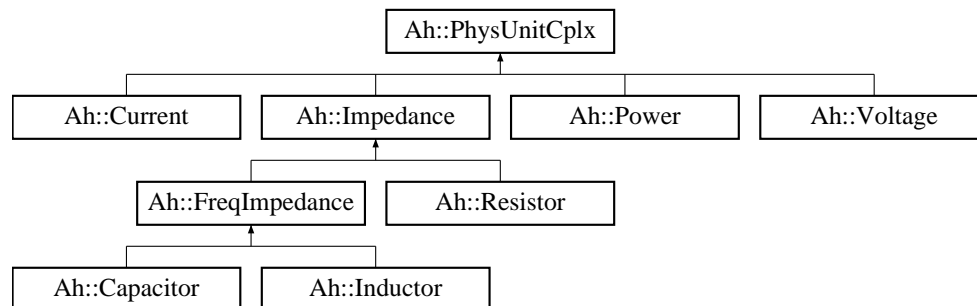 Ah::PhysUnitCplx
Ah::Current
Ah::Impedance
Ah::Power
Ah::Voltage
Ah::FreqImpedance
Ah::Resistor
Ah::Capacitor
Ah::Inductor